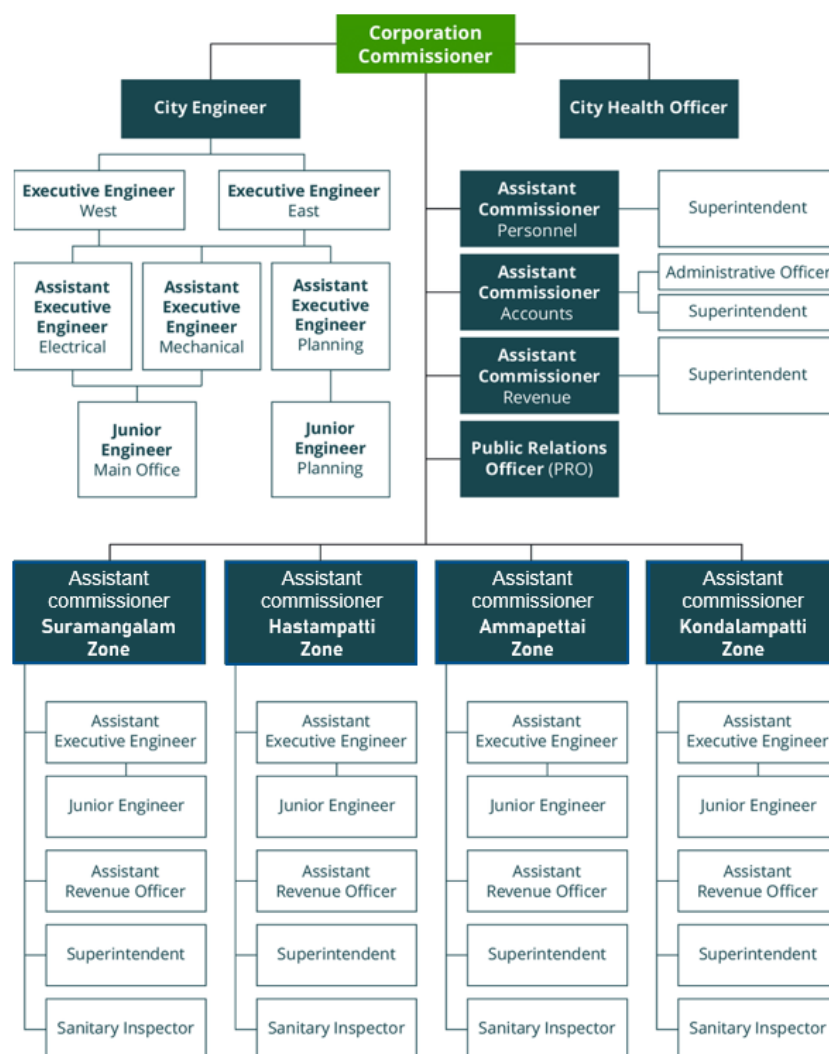 Corporation
Commissioner
City Engineer
City Health Officer
Executive Engineer
West
Executive Engineer
East
Assistant
Executive
Engineer
Electrical
Assistant
Executive
Engineer
Mechanical
Assistant
Executive
Engineer
Planning
Junior
Engineer
Main Office
Junior
Engineer
Planning
Assistant
Commissioner
Personnel
Superintendent
Assistant
Commissioner
Accounts
Administrative Officer
Superintendent
Assistant
Commissioner
Revenue
Superintendent
Public Relations
Officer (PRO)
Assistant
commissioner
Suramangalam
Zone
Assistant
Executive Engineer
Junior Engineer
Assistant
Revenue Officer
Superintendent
Sanitary Inspector
Assistant
commissioner
Hastampatti
Zone
Assistant
Executive Engineer
Junior Engineer
Assistant
Revenue Officer
Superintendent
Sanitary Inspector
Assistant
commissioner
Ammapettai
Zone
Assistant
Executive Engineer
Junior Engineer
Assistant
Revenue Officer
Superintendent
Sanitary Inspector
Assistant
commissioner
Kondalampatti
Zone
Assistant
Executive Engineer
Junior Engineer
Assistant
Revenue Officer
Superintendent
Sanitary Inspector